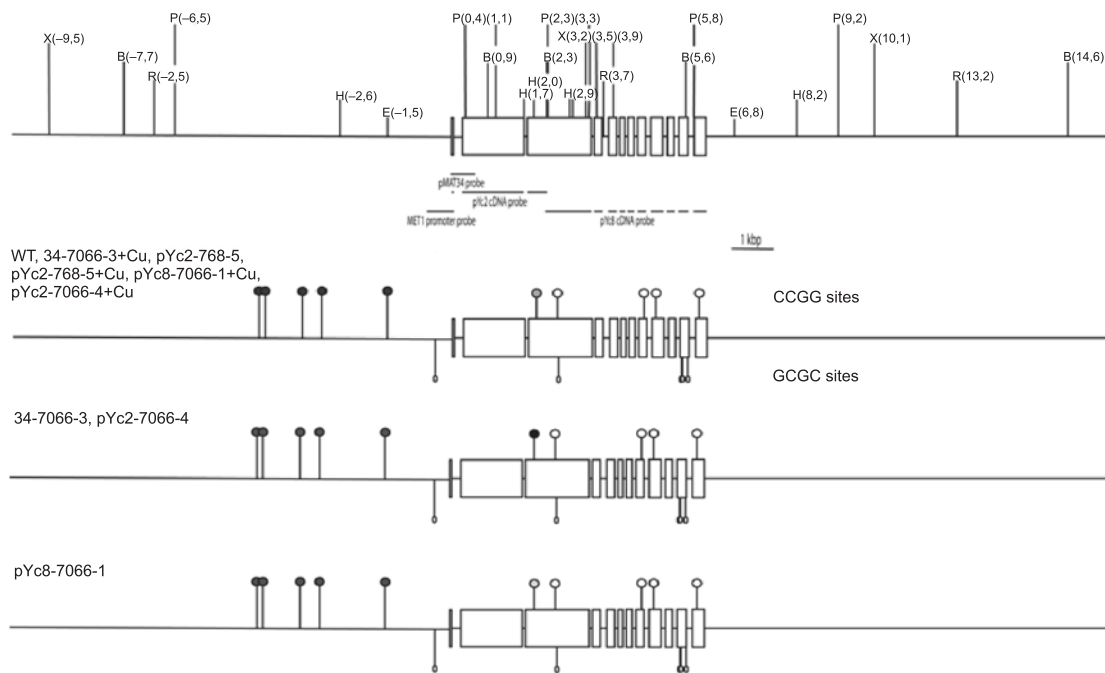 P(–6,5) P(0,4)(1,1) P(2,3)(3,3) P(5,8) P(9,2)
X(–9,5) X(3,2)(3,5)(3,9) X(10,1)
B(–7,7) B(0,9) B(2,3) B(5,6) B(14,6)
R(–2,5) H(2,0) R(3,7) R(13,2)
H(–2,6) H(1,7) H(2,9) H(8,2)
E(–1,5) E(6,8)
pMAT34 probe
pYc2 cDNA probe
MET1 promoter probe pYc8 cDNA probe
1 kbp
WT, 34-7066-3+Cu, pYc2-768-5,
pYc2-768-5+Cu, pYc8-7066-1+Cu,
pYc2-7066-4+Cu
CCGG sites
GCGC sites
34-7066-3, pYc2-7066-4
pYc8-7066-1